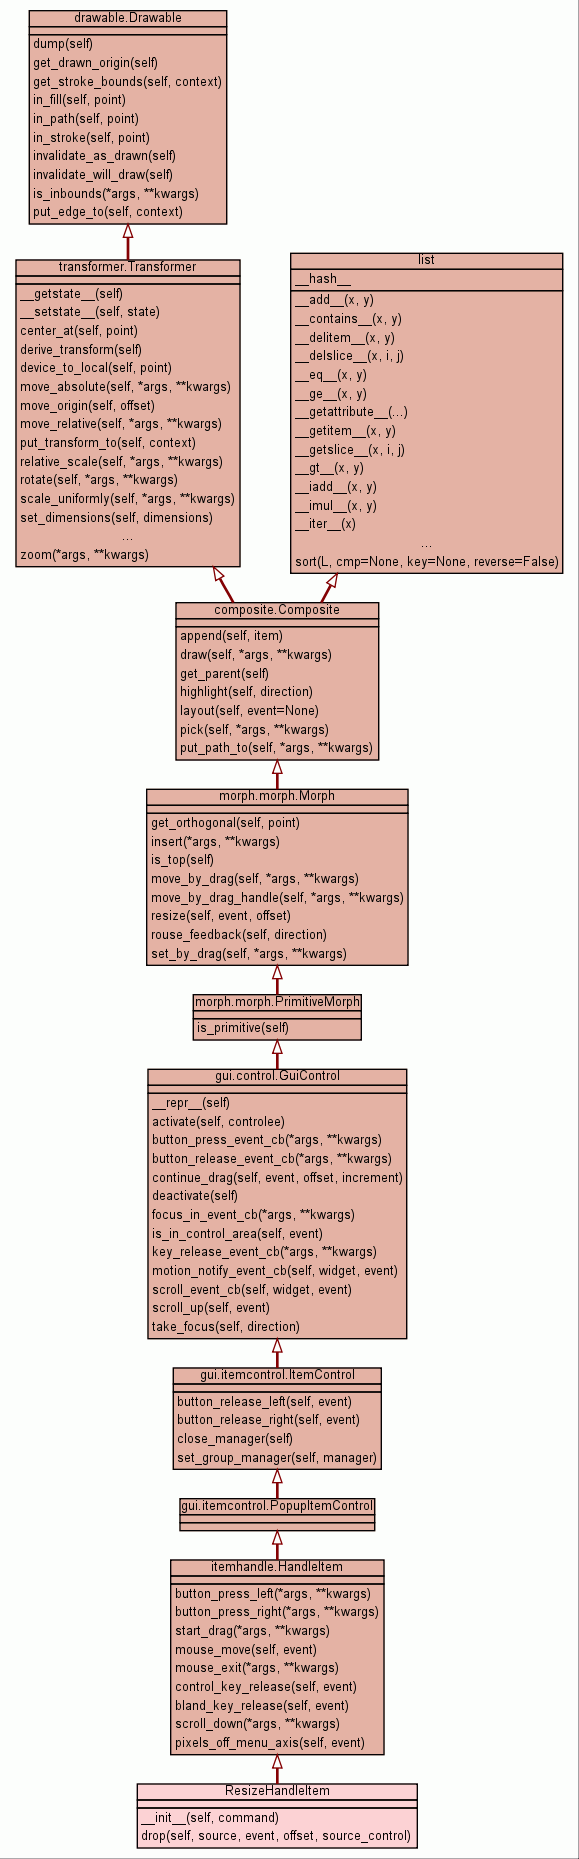 drawable.Drawable
dump(self)
get_drawn_origin(self)
get_stroke_bounds(self, context)
in_fill(self, point)
in_path(self, point)
in_stroke(self, point)
invalidate_as_drawn(self)
invalidate_will_draw(self)
is_inbounds(*args, **kwargs)
put_edge_to(self, context)
transformer.Transformer
__getstate__(self)
__setstate__(self, state)
center_at(self, point)
derive_transform(self)
device_to_local(self, point)
move_absolute(self, *args, **kwargs)
move_origin(self, offset)
move_relative(self, *args, **kwargs)
put_transform_to(self, context)
relative_scale(self, *args, **kwargs)
rotate(self, *args, **kwargs)
scale_uniformly(self, *args, **kwargs)
set_dimensions(self, dimensions)
...
zoom(*args, **kwargs)
list
__hash__
__add__(x, y)
__contains__(x, y)
__delitem__(x, y)
__delslice__(x, i, j)
__eq__(x, y)
__ge__(x, y)
__getattribute__(...)
__getitem__(x, y)
__getslice__(x, i, j)
__gt__(x, y)
__iadd__(x, y)
__imul__(x, y)
__iter__(x)
...
sort(L, cmp=None, key=None, reverse=False)
composite.Composite
append(self, item)
draw(self, *args, **kwargs)
get_parent(self)
highlight(self, direction)
layout(self, event=None)
pick(self, *args, **kwargs)
put_path_to(self, *args, **kwargs)
morph.morph.Morph
get_orthogonal(self, point)
insert(*args, **kwargs)
is_top(self)
move_by_drag(self, *args, **kwargs)
move_by_drag_handle(self, *args, **kwargs)
resize(self, event, offset)
rouse_feedback(self, direction)
set_by_drag(self, *args, **kwargs)
morph.morph.PrimitiveMorph
is_primitive(self)
gui.control.GuiControl
__repr__(self)
activate(self, controlee)
button_press_event_cb(*args, **kwargs)
button_release_event_cb(*args, **kwargs)
continue_drag(self, event, offset, increment)
deactivate(self)
focus_in_event_cb(*args, **kwargs)
is_in_control_area(self, event)
key_release_event_cb(*args, **kwargs)
motion_notify_event_cb(self, widget, event)
scroll_event_cb(self, widget, event)
scroll_up(self, event)
take_focus(self, direction)
gui.itemcontrol.ItemControl
button_release_left(self, event)
button_release_right(self, event)
close_manager(self)
set_group_manager(self, manager)
gui.itemcontrol.PopupItemControl
itemhandle.HandleItem
button_press_left(*args, **kwargs)
button_press_right(*args, **kwargs)
start_drag(*args, **kwargs)
mouse_move(self, event)
mouse_exit(*args, **kwargs)
control_key_release(self, event)
bland_key_release(self, event)
scroll_down(*args, **kwargs)
pixels_off_menu_axis(self, event)
ResizeHandleItem
__init__(self, command)
drop(self, source, event, offset, source_control)